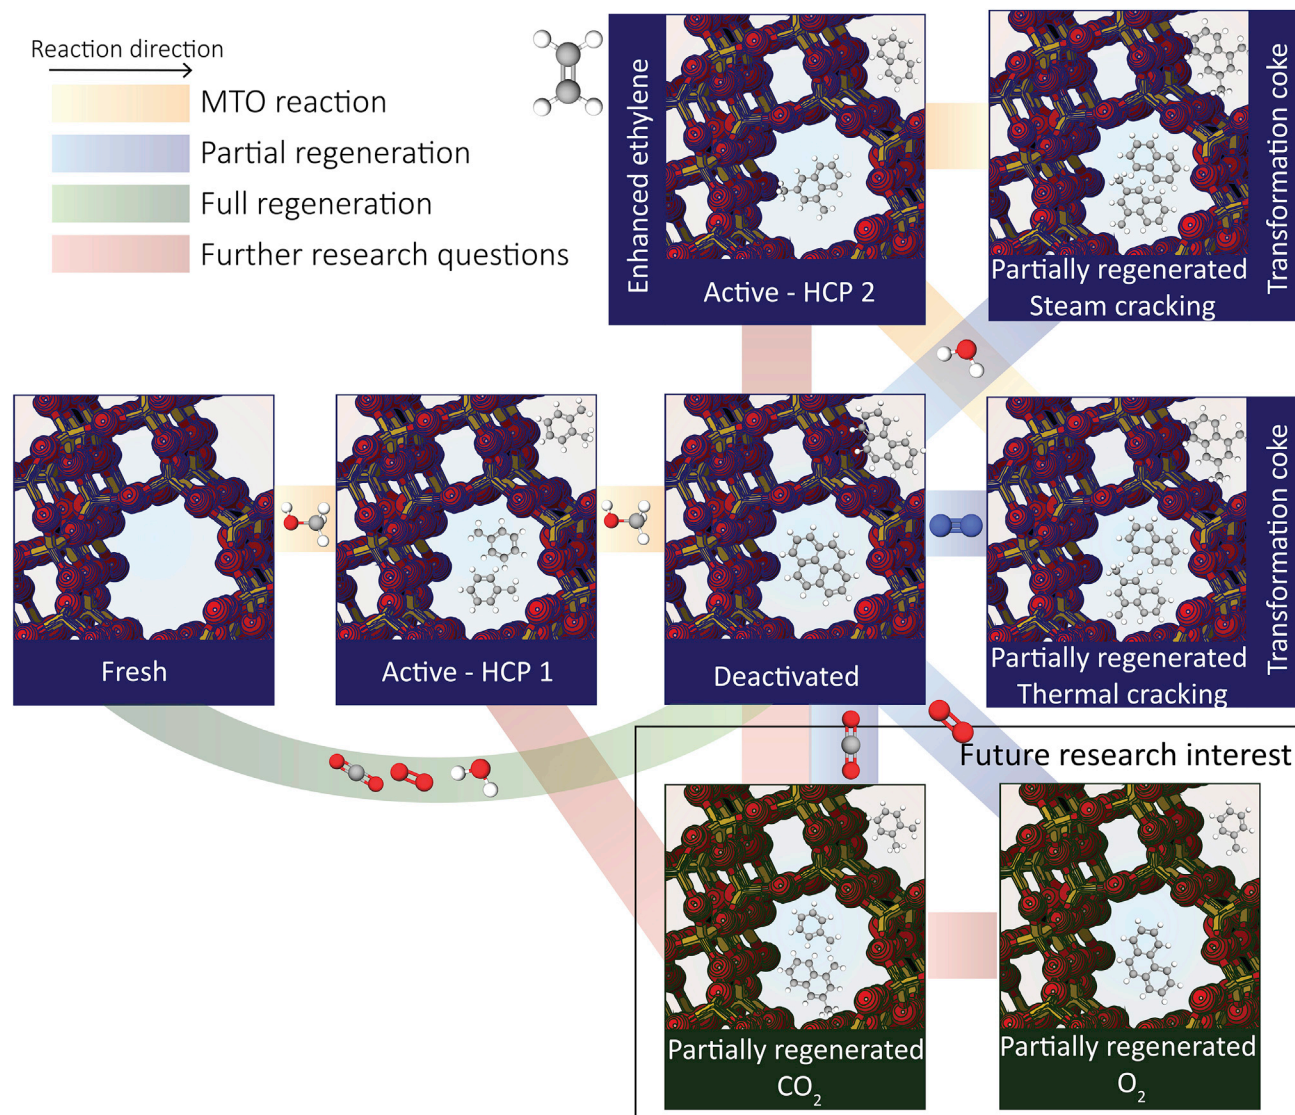 Reaction direction
MTO reaction
Partial regeneration
Full regeneration
Further research questions
Enhanced ethylene
Active - HCP 2
Partially regenerated
Steam cracking
Transformation coke
Fresh
Active - HCP 1
Deactivated
Partially regenerated
Thermal cracking
Transformation coke
Future research interest
Partially regenerated
CO₂
Partially regenerated
O₂